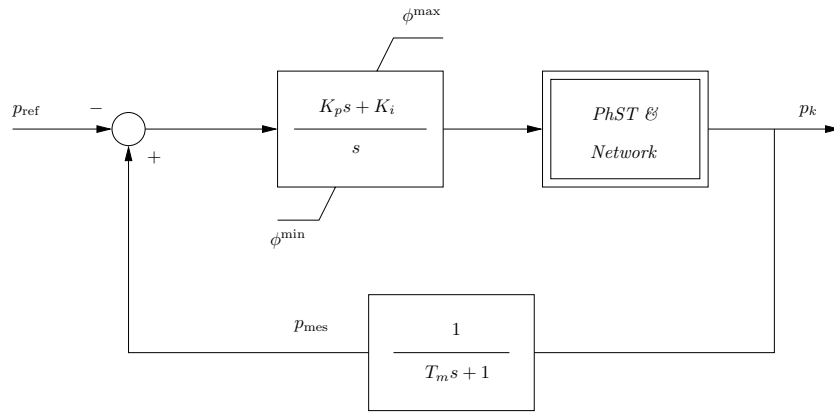 ϕ^max
p_ref
−
K_p s + K_i
s
PhST &
Network
p_k
+
ϕ^min
p_mes
1
T_m s + 1